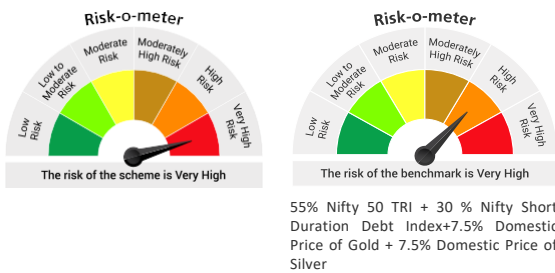 Risk-o-meter
Low Risk
Low to Moderate Risk
Moderate Risk
Moderately High Risk
High Risk
Very High Risk
The risk of the scheme is Very High
Risk-o-meter
Low Risk
Low to Moderate Risk
Moderate Risk
Moderately High Risk
High Risk
Very High Risk
The risk of the benchmark is Very High
55% Nifty 50 TRI + 30 % Nifty Short
Duration Debt Index+7.5% Domestic
Price of Gold + 7.5% Domestic Price of
Silver